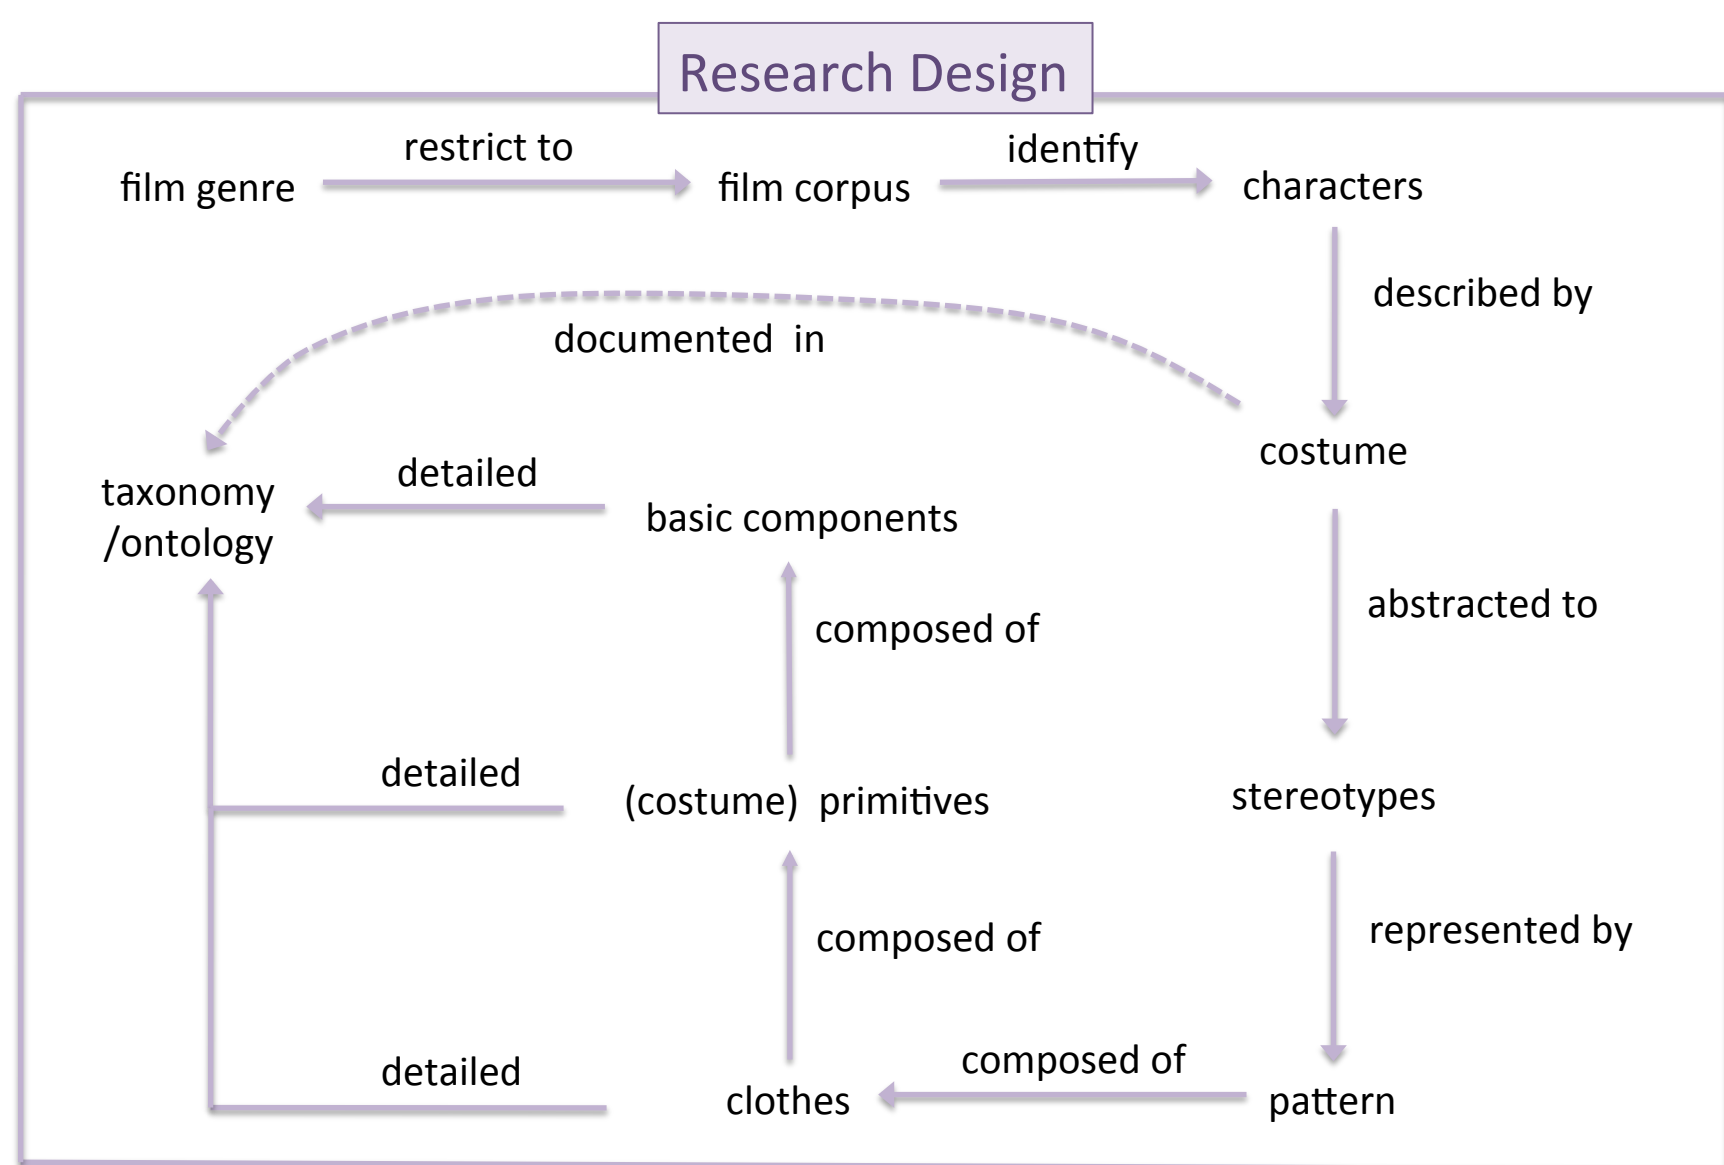 Research Design
restrict to
identify
film genre
film corpus
characters
described by
documented in
costume
detailed
taxonomy
/ontology
basic components
abstracted to
composed of
detailed
(costume) primitives
stereotypes
composed of
represented by
detailed
composed of
clothes
pattern